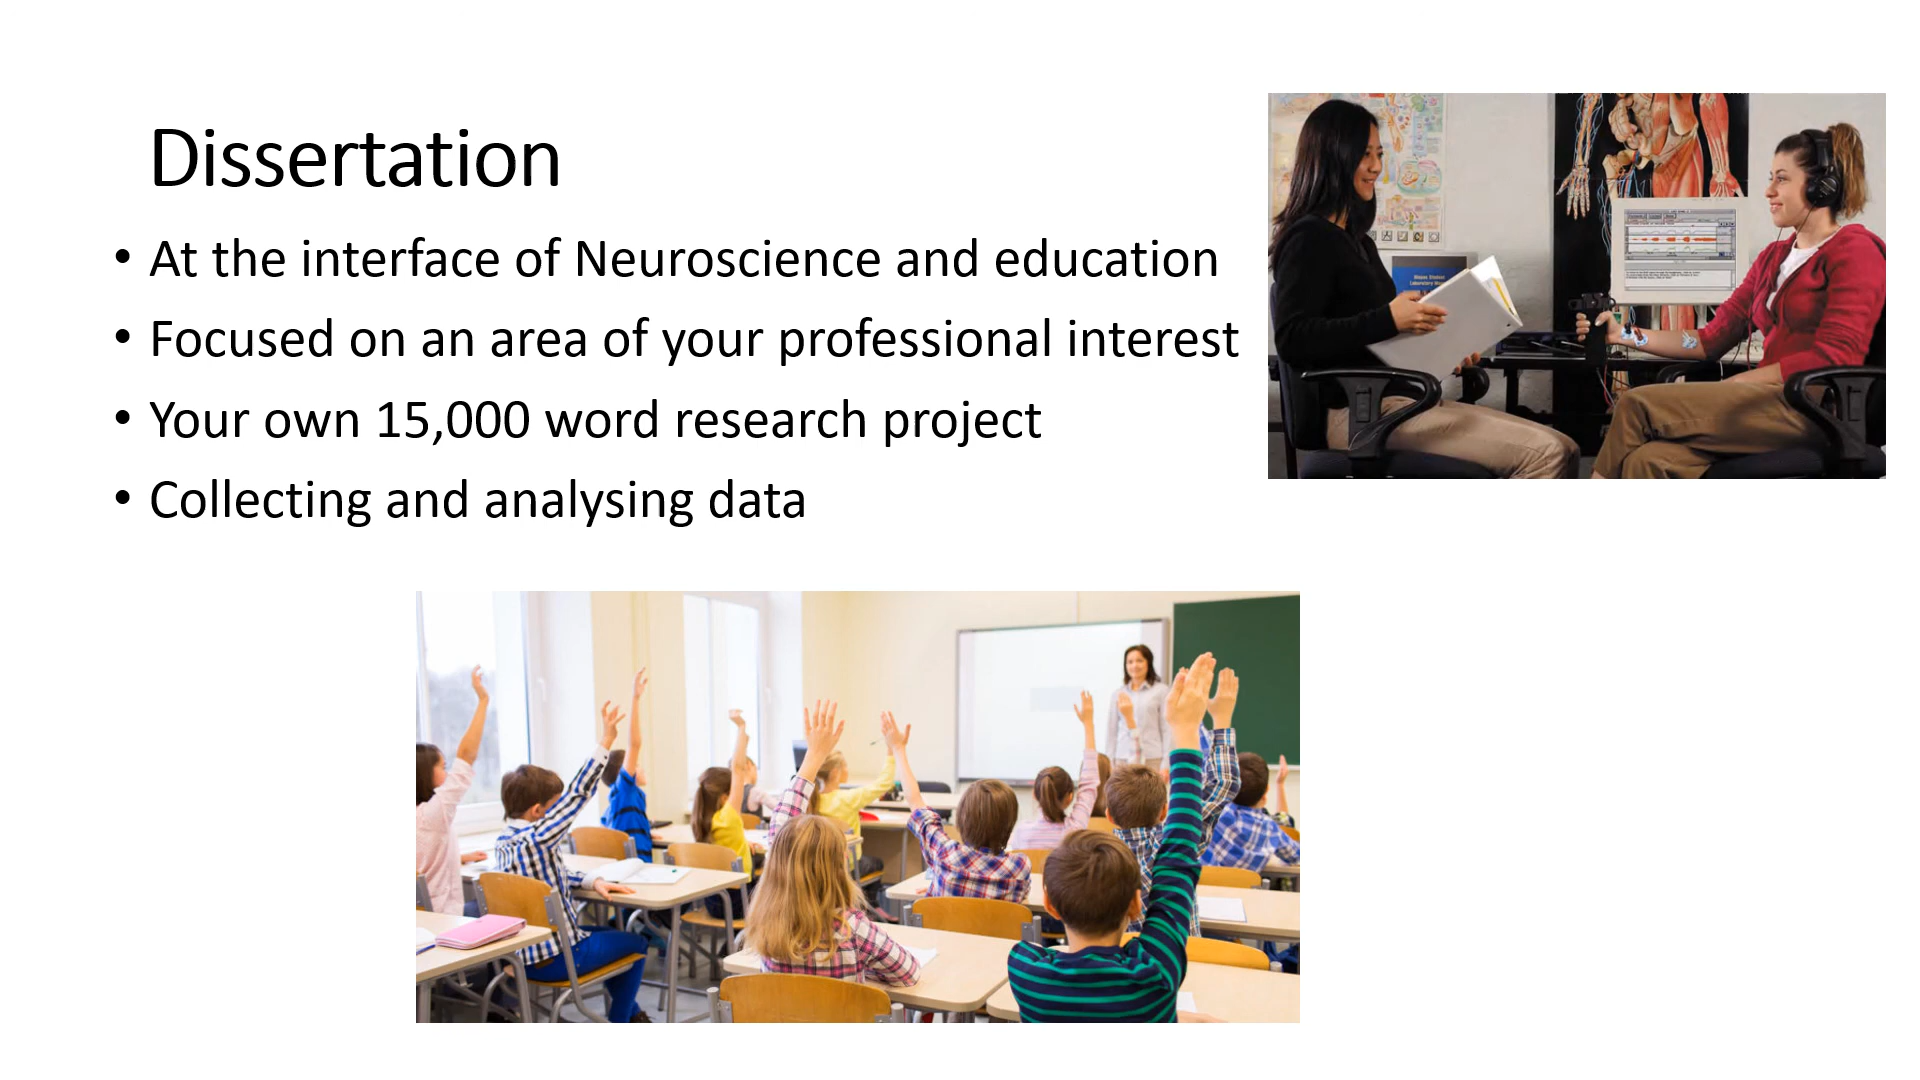 Dissertation
• At the interface of Neuroscience and education
• Focused on an area of your professional interest
• Your own 15,000 word research project
• Collecting and analysing data